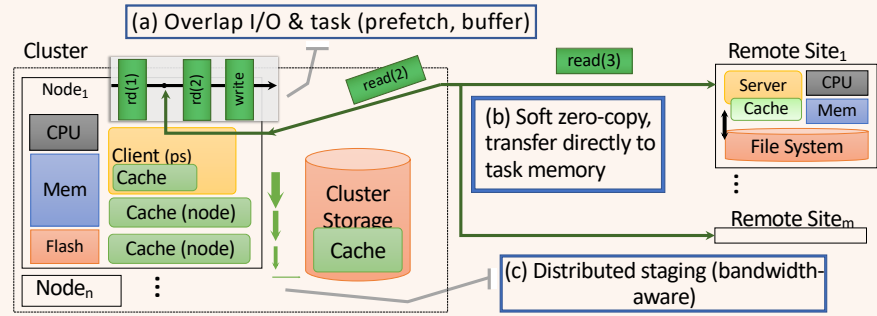 (a) Overlap I/O & task (prefetch, buffer)
Cluster
Remote Site1
read(3)
read(2)
rd(1)
rd(2)
write
Node1
Server
CPU
Cache
Mem
File System
CPU
Client (ps)
Cache
Mem
Cache (node)
Flash
Cache (node)
(b) Soft zero-copy,
transfer directly to
task memory
Cluster
Storage
Cache
⋮
Remote Sitem
(c) Distributed staging (bandwidth-
aware)
Noden
⋮